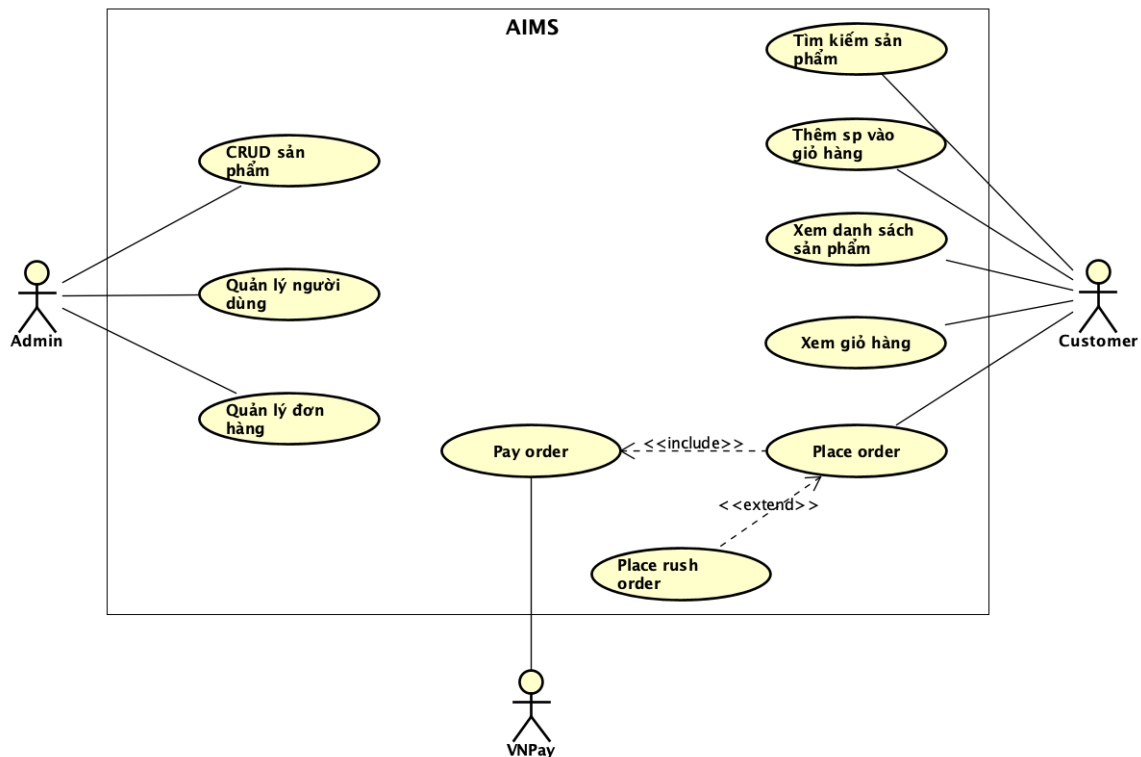 AIMS
Tìm kiếm sản
phẩm
CRUD sản
phẩm
Thêm sp vào
giỏ hàng
Xem danh sách
sản phẩm
Quản lý người
dùng
Admin
Customer
Xem giỏ hàng
Quản lý đơn
hàng
Pay order
<<include>>
Place order
<<extend>>
Place rush
order
VNPay